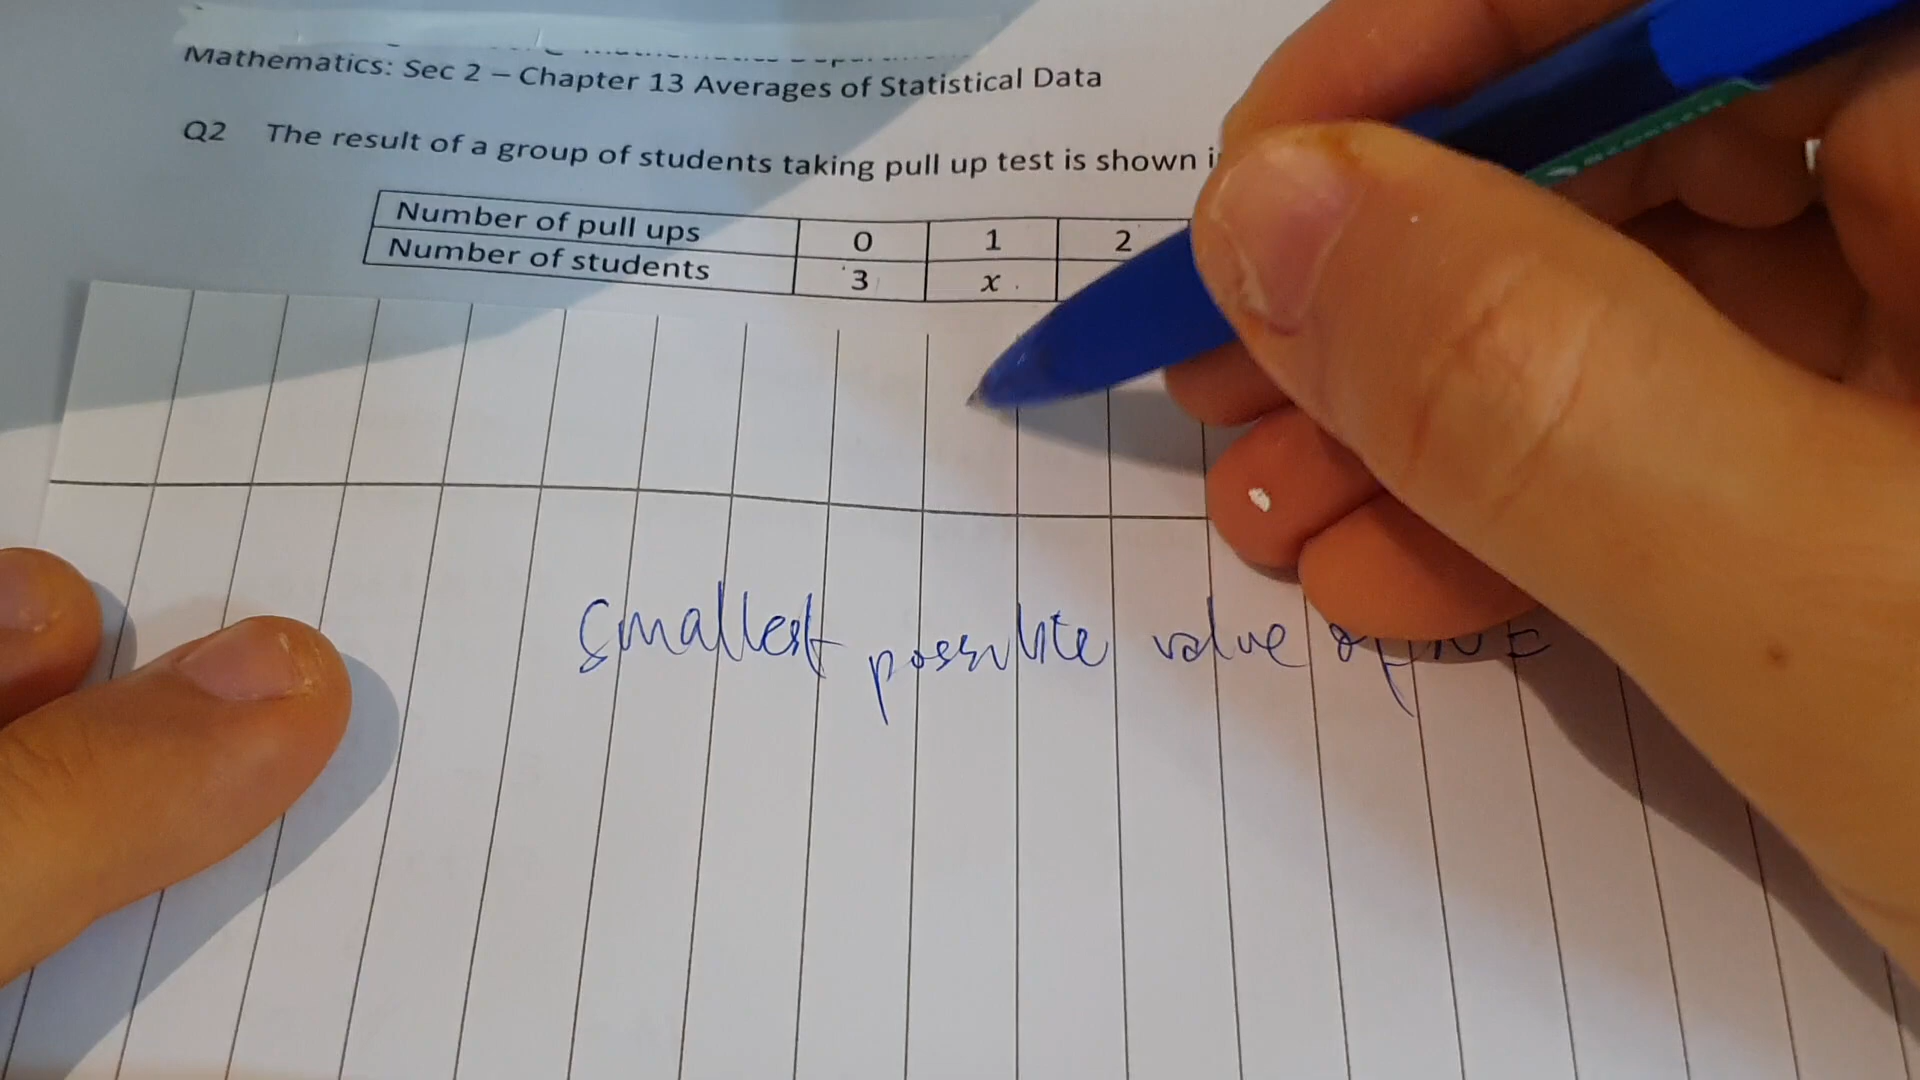 Mathematics: Sec 2 – Chapter 13 Averages of Statistical Data
Q2 The result of a group of students taking pull up test is shown
Number of pull ups 0 1 2
Number of students 3 x
Smallest possible value of